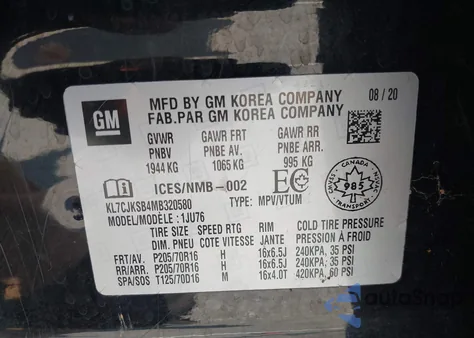 GM
MFD BY GM KOREA COMPANY
FAB.PAR GM KOREA COMPANY
08 / 20
GVWR GAWR FRT GAWR RR
PNBV PNBE AV. PNBE ARR.
1944 KG 1065 KG 995 KG
ICES/NMB-002 EC
CANADA
985
TRANSPORT
KL7CJKSB4MB320580 TYPE: MPV/VTUM
MODEL/MODÈLE: 1JU76
TIRE SIZE SPEED RTG RIM COLD TIRE PRESSURE
DIM. DU PNEU COTE VITESSE JANTE PRESSION À FROID
FRT/AV. P205/70R16 H 16x6.5J 240KPA, 35 PSI
RR/ARR. P205/70R16 H 16x6.5J 240KPA, 35 PSI
SPA/SOS T125/70D16 M 16x4.0T 420KPA, 60 PSI
autoSnap